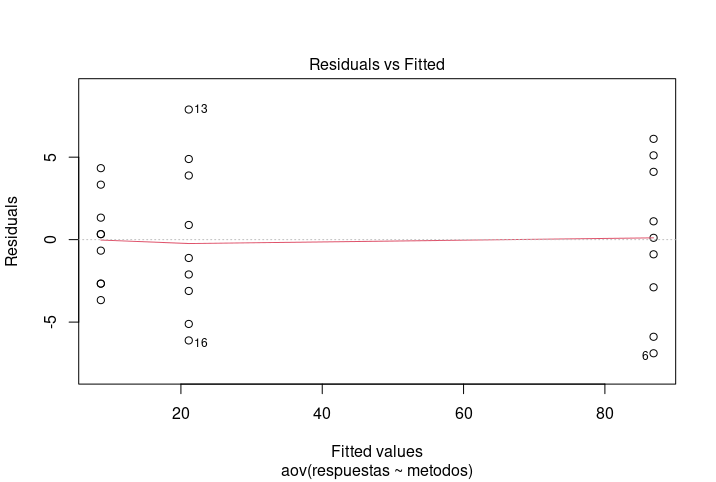 Residuals vs Fitted
Residuals
5
0
-5
13
16
6
20 40 60 80
Fitted values
aov(respuestas ~ metodos)